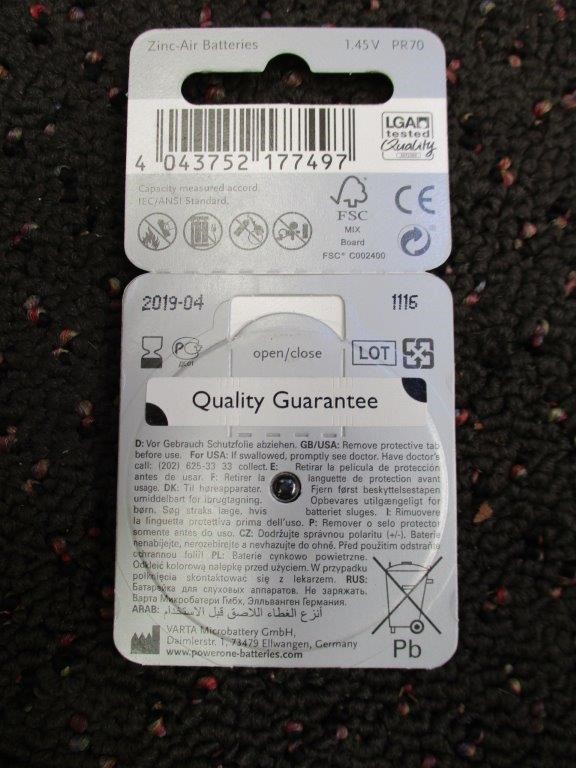 Zinc-Air Batteries 1.45 V PR70
LGA
tested
Quality
4 043752 177497
Capacity measured accord.
IEC/ANSI Standard.
FSC
MIX
Board
FSC® C002400
CE
2019-04 1116
open/close
LOT
Quality Guarantee
D: Vor Gebrauch Schutzfolie abziehen. GB/USA: Remove protective tab
before use. For USA: If swallowed, promptly see doctor. Have doctor's
call: (202) 625-33 33 collect. E: Retirar la película de protección
antes de usar. F: Retirer la languette de protection avant
usage. DK: Til høreapparater. Fjern først beskyttelsestapen
umiddelbart før ibrugtagning. Opbevares utilgængeligt for
børn. Søg straks læge, hvis batteriet sluges. I: Rimuovere
la linguetta protettiva prima dell'uso. P: Remover o selo protector
somente antes do uso. CZ: Dodržujte správnou polaritu (+/-). Baterie
nenabíjejte, nerozebírejte a nevhazujte do ohně. Před použitím odstraňte
ochrannou folii! PL: Baterie cynkowo powietrzne.
Odkleić kolorową nalepkę przed użyciem. W przypadku
połknięcia skontaktować się z lekarzem. RUS:
Батарейка для слуховых аппаратов. Не заряжать.
Варта Микробатери Гмбх, Элльванген Германия.
ARAB: أنزع الغطاء اللاصق قبل الاستخدام
VARTA Microbattery GmbH,
Daimlerstr. 1, 73479 Ellwangen, Germany
www.powerone-batteries.com
Pb